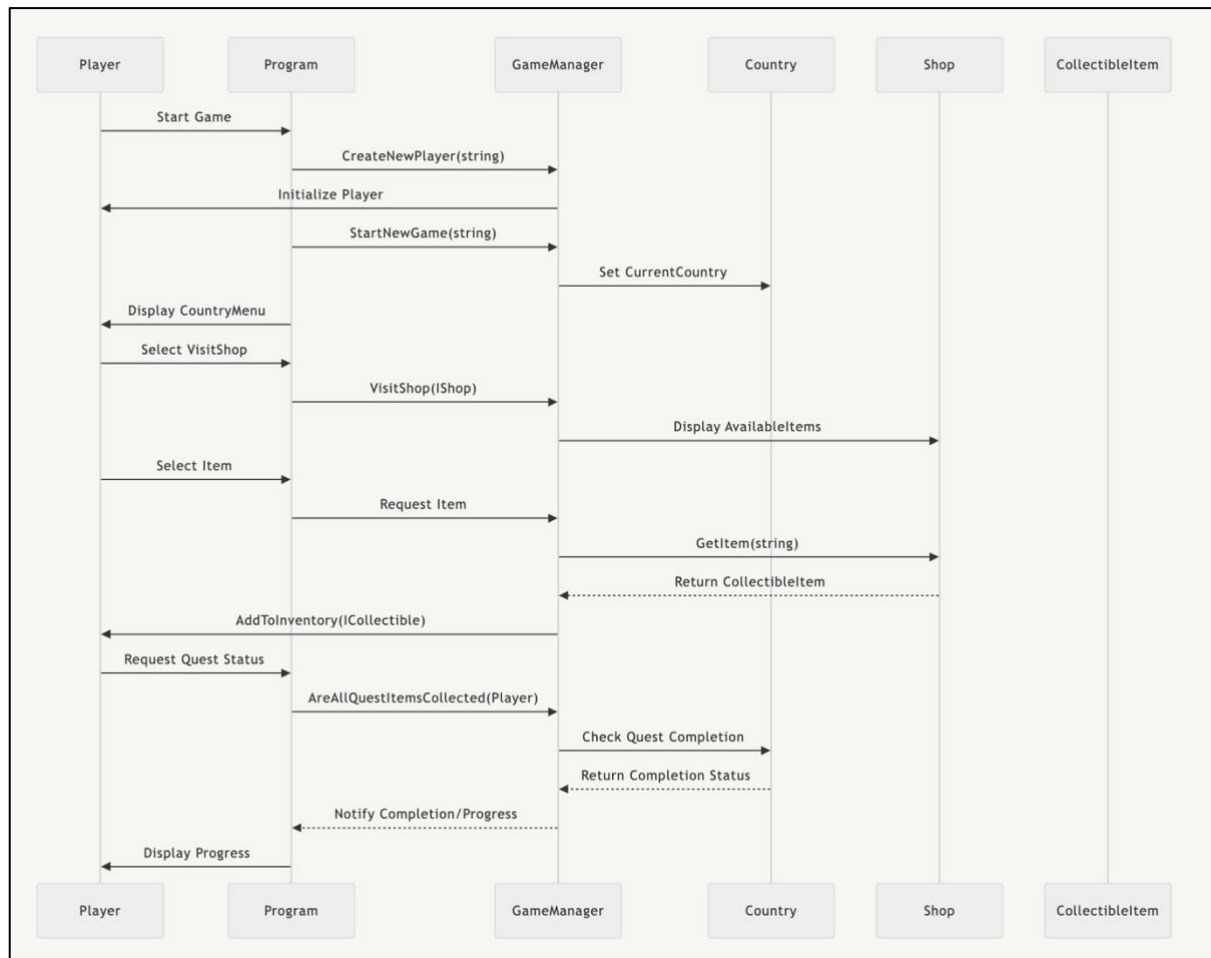 Player
Program
GameManager
Country
Shop
CollectibleItem
Start Game
CreateNewPlayer(string)
Initialize Player
StartNewGame(string)
Set CurrentCountry
Display CountryMenu
Select VisitShop
VisitShop(IShop)
Display AvailableItems
Select Item
Request Item
GetItem(string)
Return CollectibleItem
AddToInventory(ICollectible)
Request Quest Status
AreAllQuestItemsCollected(Player)
Check Quest Completion
Return Completion Status
Notify Completion/Progress
Display Progress
Player
Program
GameManager
Country
Shop
CollectibleItem